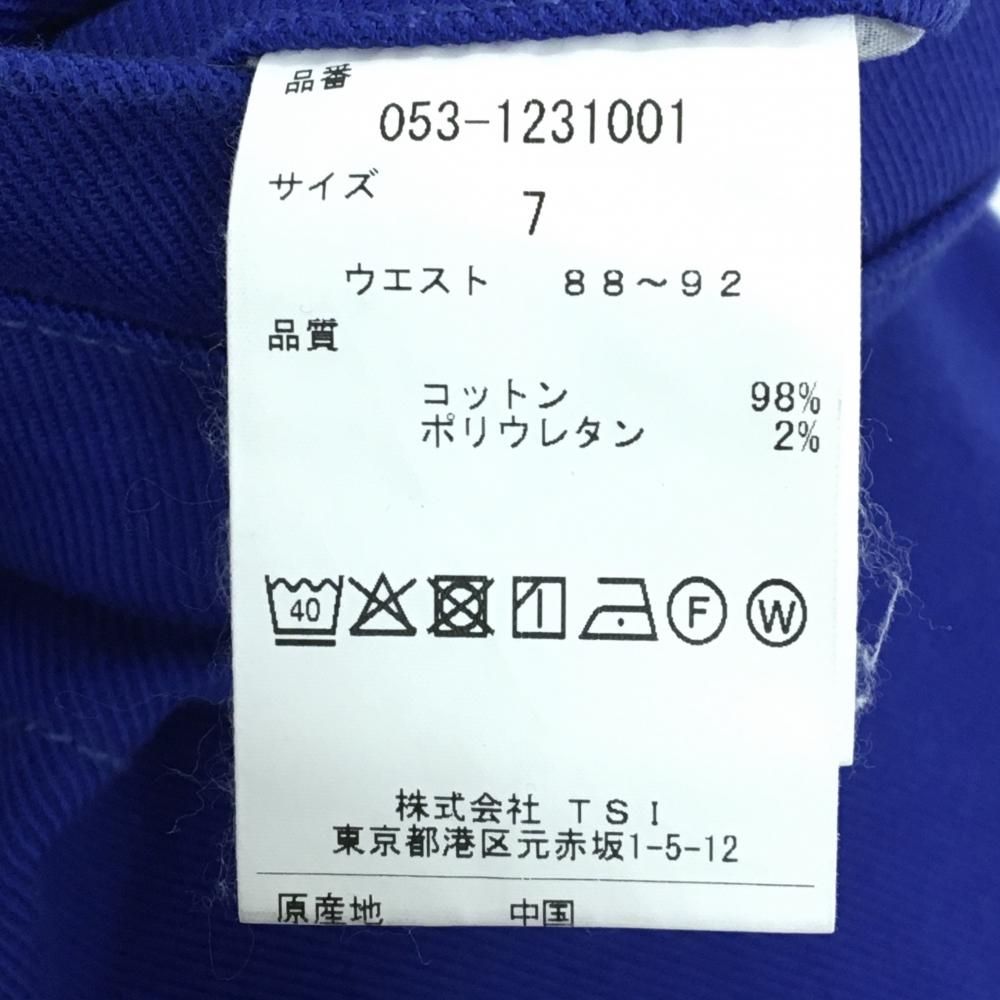 品番
053-1231001
サイズ
7
ウエスト 88～92
品質
コットン 98%
ポリウレタン 2%
40 F W
株式会社 TSI
東京都港区元赤坂1-5-12
原産地 中国